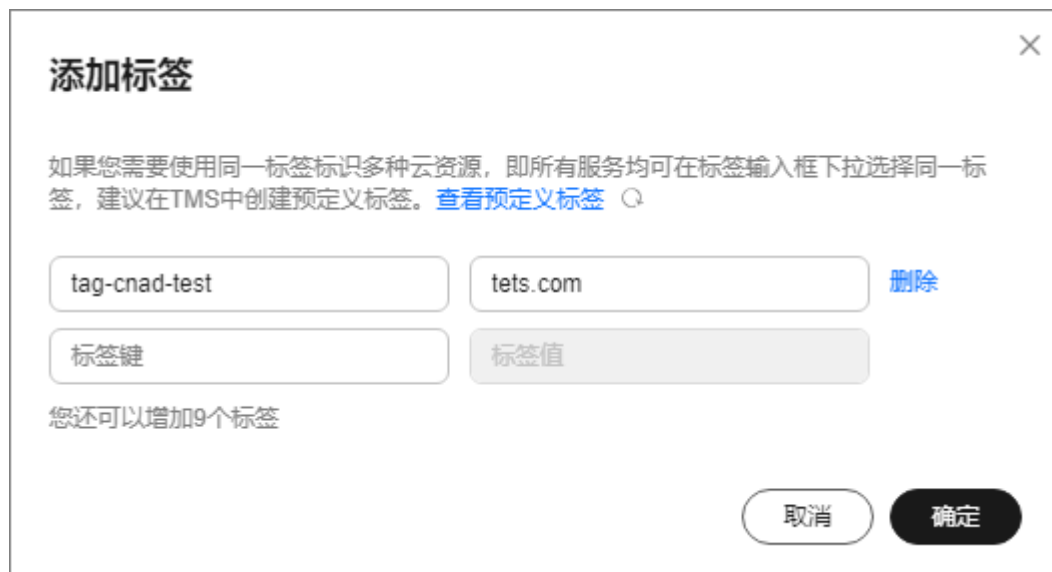 添加标签
如果您需要使用同一标签标识多种云资源，即所有服务均可在标签输入框下拉选择同一标
签，建议在TMS中创建预定义标签。查看预定义标签
tag-cnad-test tets.com 删除
标签键 标签值
您还可以增加9个标签
取消 确定